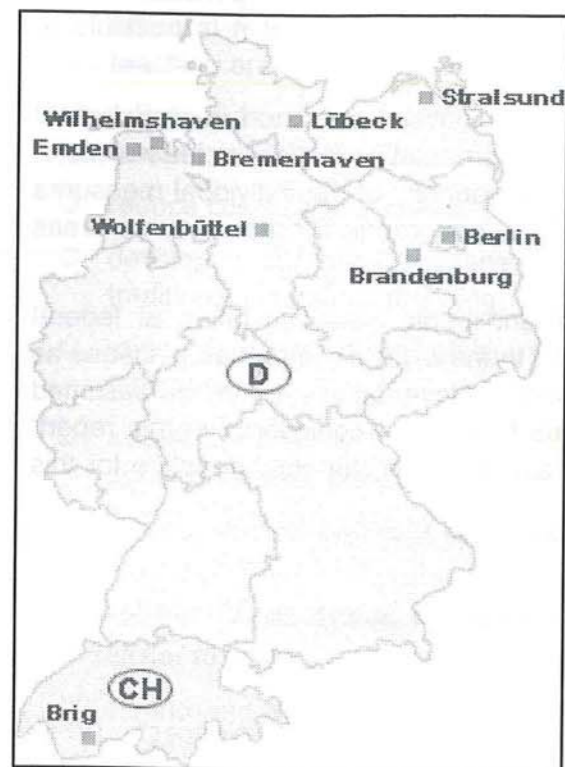 Stralsund
Wilhelmshaven
Lübeck
Emden
Bremerhaven
Wolfenbüttel
Berlin
Brandenburg
D
CH
Brig